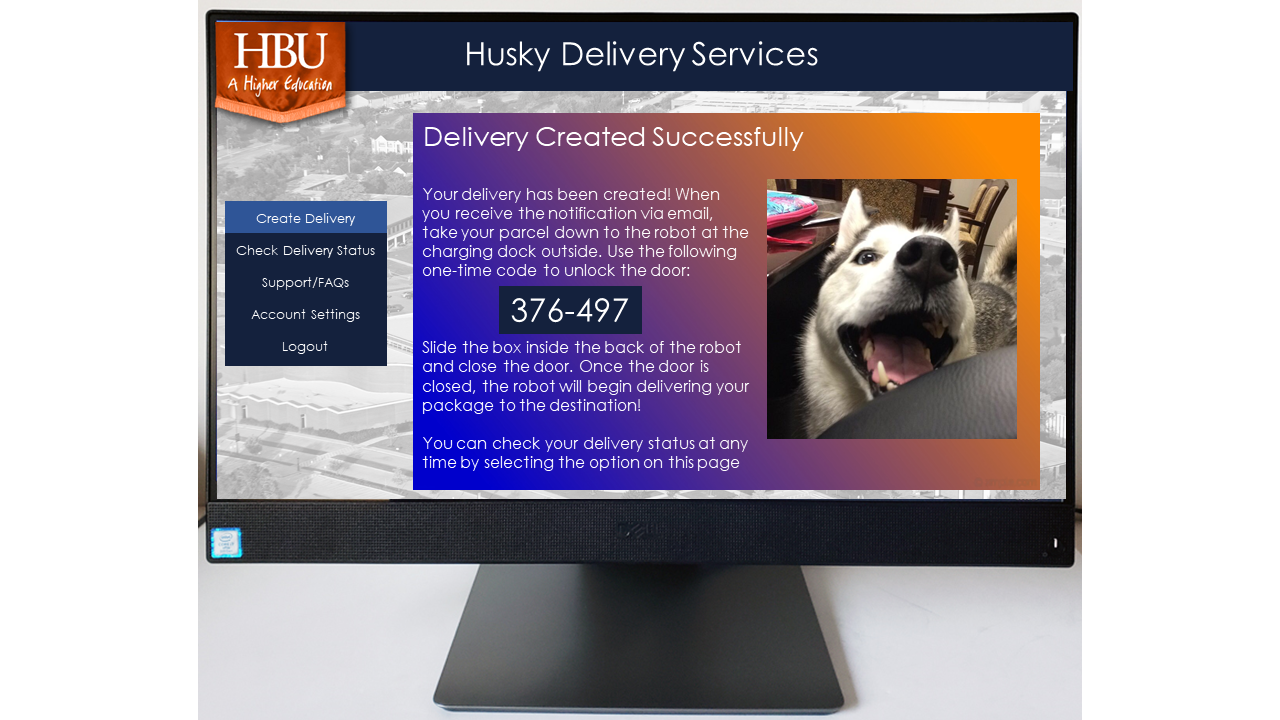 HBU
A Higher Education
Husky Delivery Services
Delivery Created Successfully
Create Delivery
Check Delivery Status
Support/FAQs
Account Settings
Logout
Your delivery has been created! When
you receive the notification via email,
take your parcel down to the robot at the
charging dock outside. Use the following
one-time code to unlock the door:
376-497
Slide the box inside the back of the robot
and close the door. Once the door is
closed, the robot will begin delivering your
package to the destination!
You can check your delivery status at any
time by selecting the option on this page